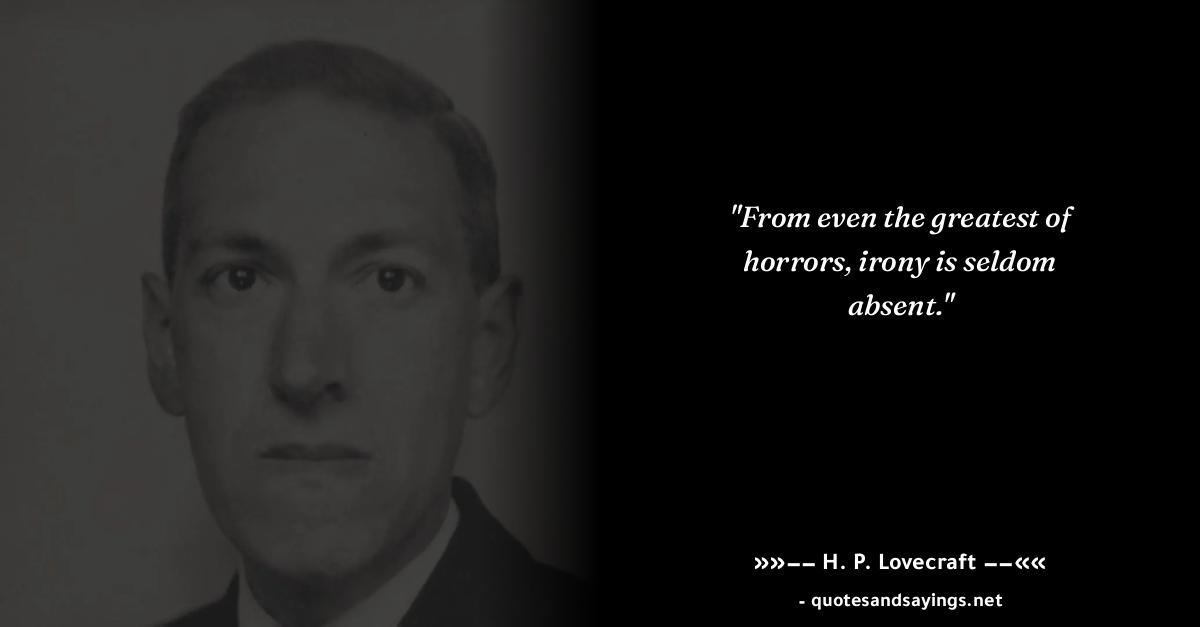 "From even the greatest of
horrors, irony is seldom
absent."
»»−− H. P. Lovecraft −−««
- quotesandsayings.net